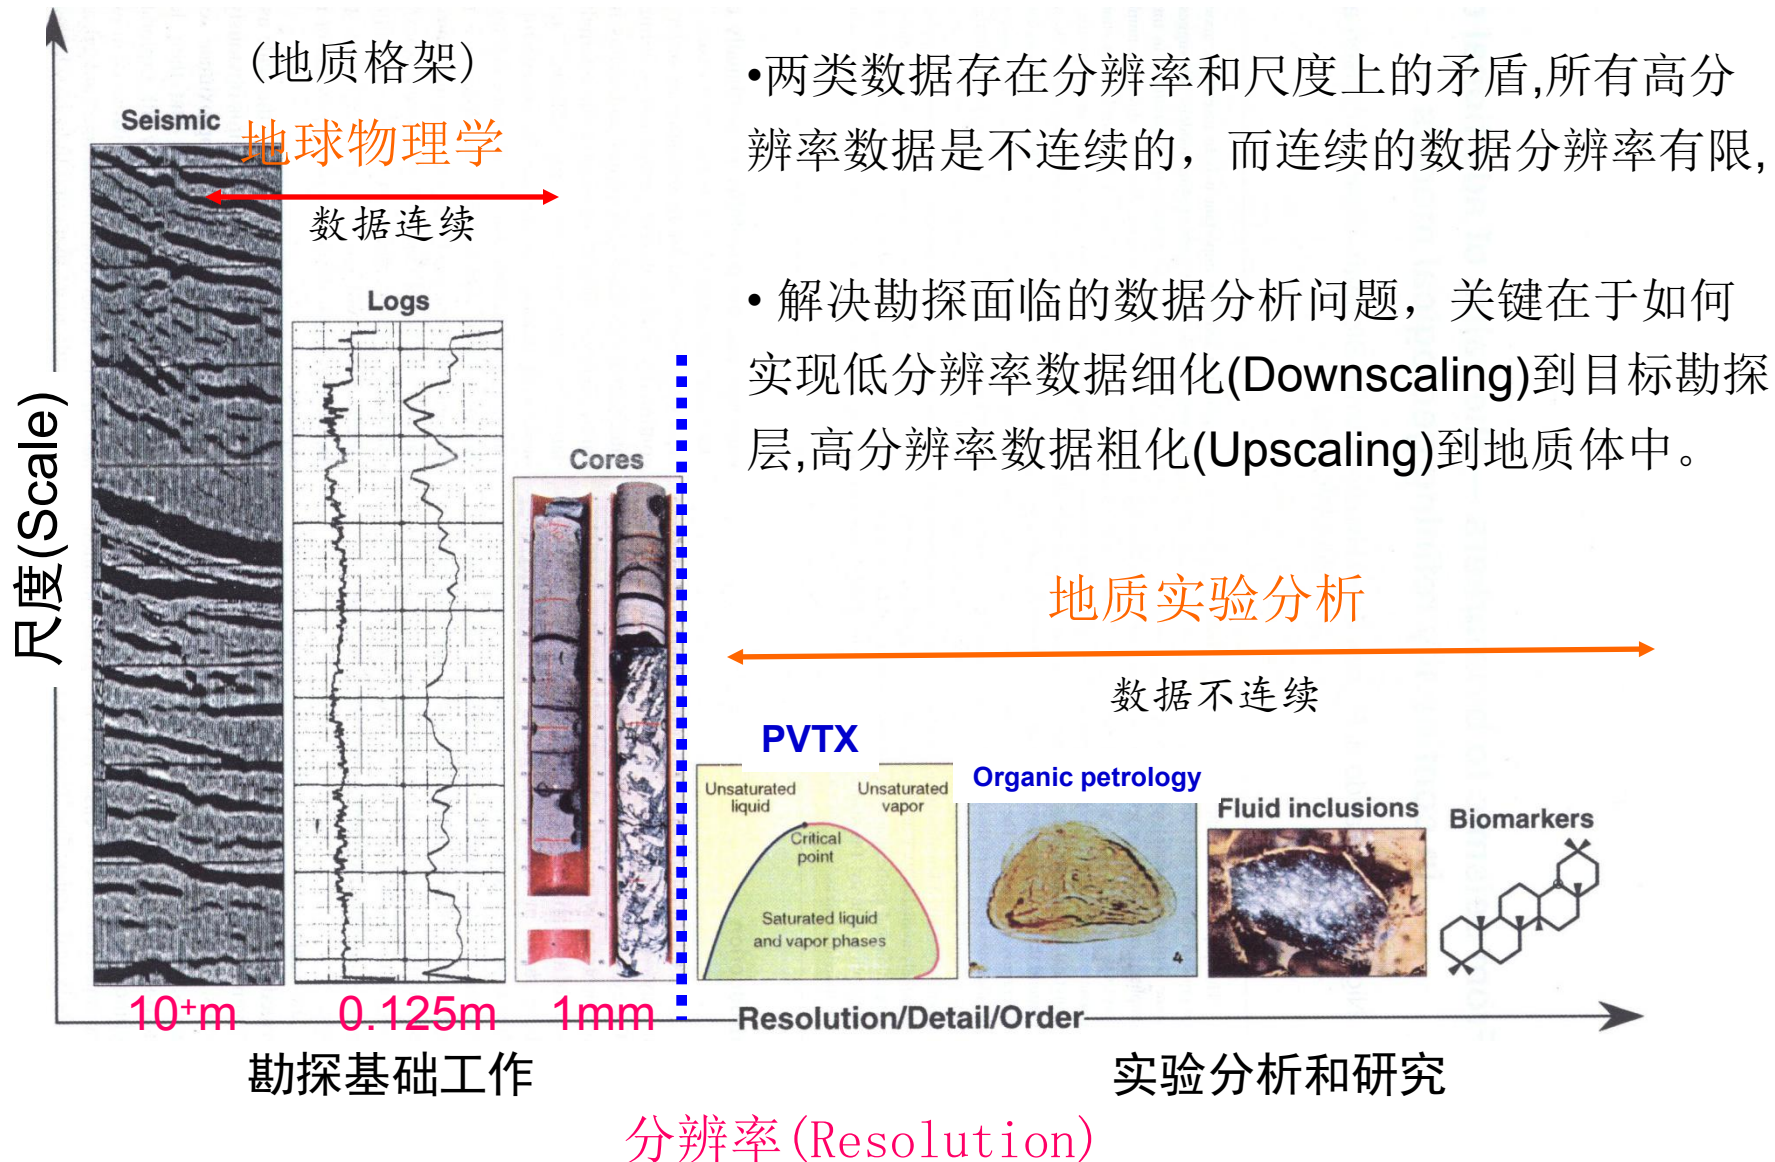 (地质格架)
Seismic
地球物理学
数据连续
•两类数据存在分辨率和尺度上的矛盾,所有高分
辨率数据是不连续的，而连续的数据分辨率有限,
Logs
• 解决勘探面临的数据分析问题，关键在于如何
实现低分辨率数据细化(Downscaling)到目标勘探
层,高分辨率数据粗化(Upscaling)到地质体中。
Cores
尺度(Scale)
地质实验分析
数据不连续
PVTX
Unsaturated
liquid
Unsaturated
vapor
Critical
point
Saturated liquid
and vapor phases
Organic petrology
4
Fluid inclusions
Biomarkers
10⁺m
0.125m
1mm
Resolution/Detail/Order
勘探基础工作
实验分析和研究
分辨率(Resolution)